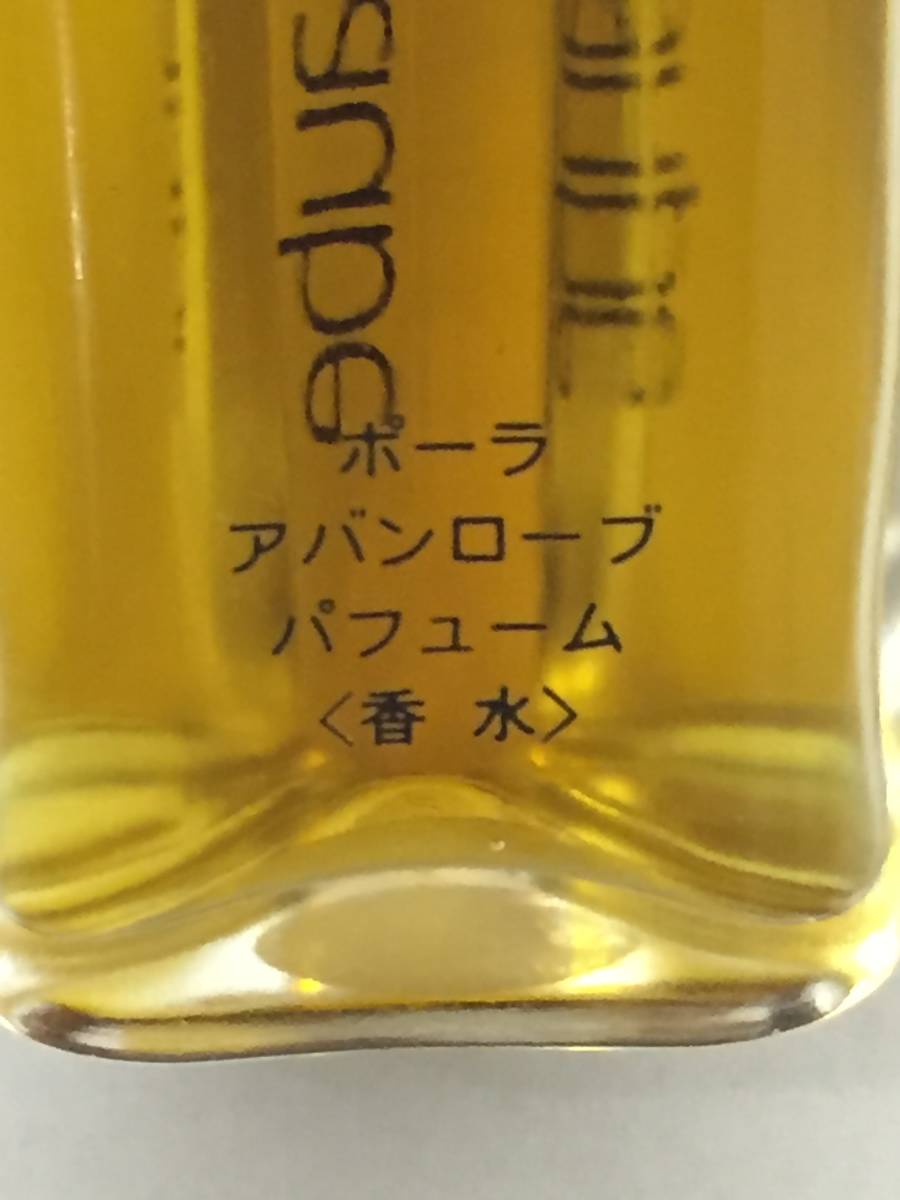 ポーラ
アバンローブ
パフューム
〈香 水〉